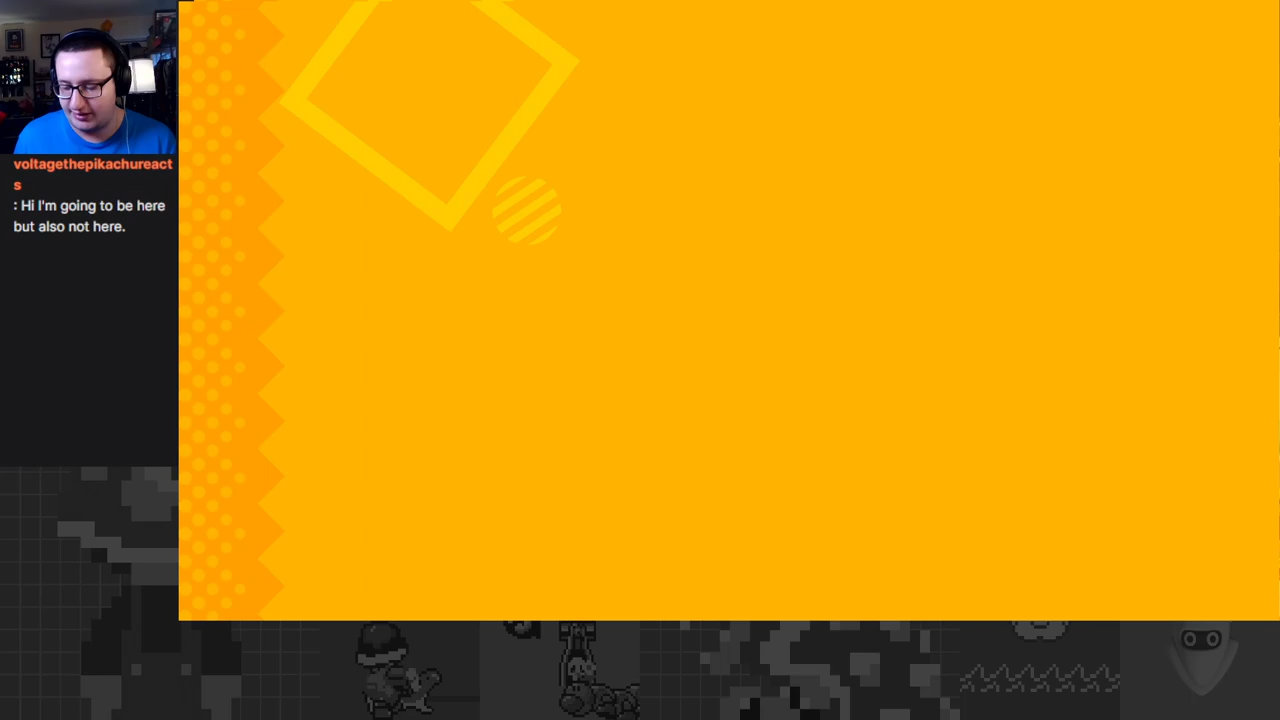 voltagethepikachureact
s
: Hi I'm going to be here
but also not here.